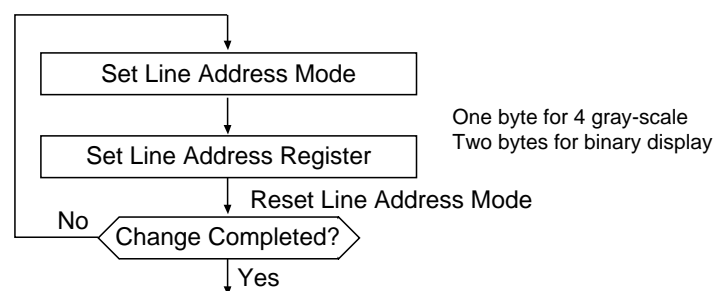 Set Line Address Mode
One byte for 4 gray-scale
Two bytes for binary display
Set Line Address Register
Reset Line Address Mode
No
Change Completed?
Yes